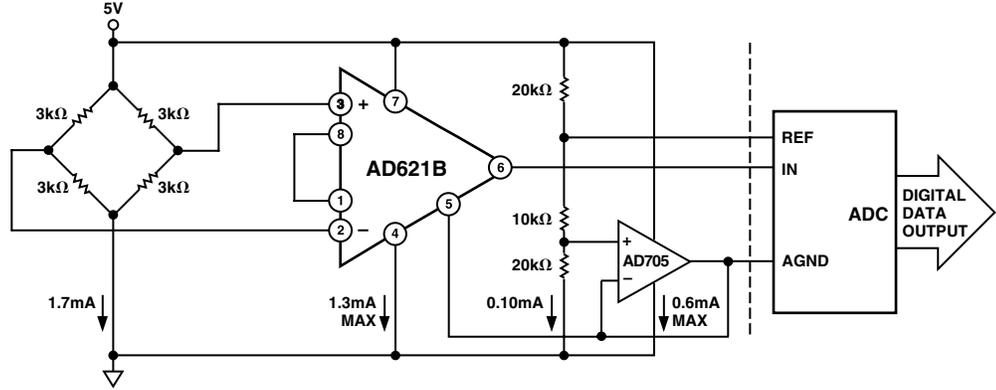 5V
3kΩ
3kΩ
3kΩ
3kΩ
1.7mA
3
+
8
1
2
–
7
AD621B
6
5
4
1.3mA
MAX
20kΩ
10kΩ
20kΩ
0.10mA
+
AD705
–
0.6mA
MAX
REF
IN
ADC
AGND
DIGITAL
DATA
OUTPUT